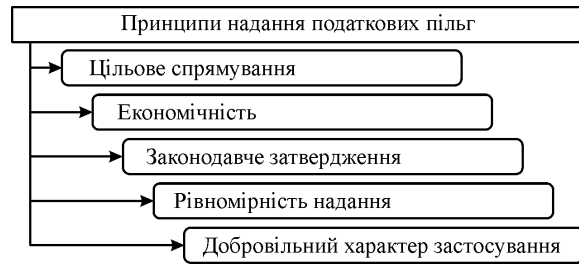 Принципи надання податкових пільг
Цільове спрямування
Економічність
Законодавче затвердження
Рівномірність надання
Добровільний характер застосування